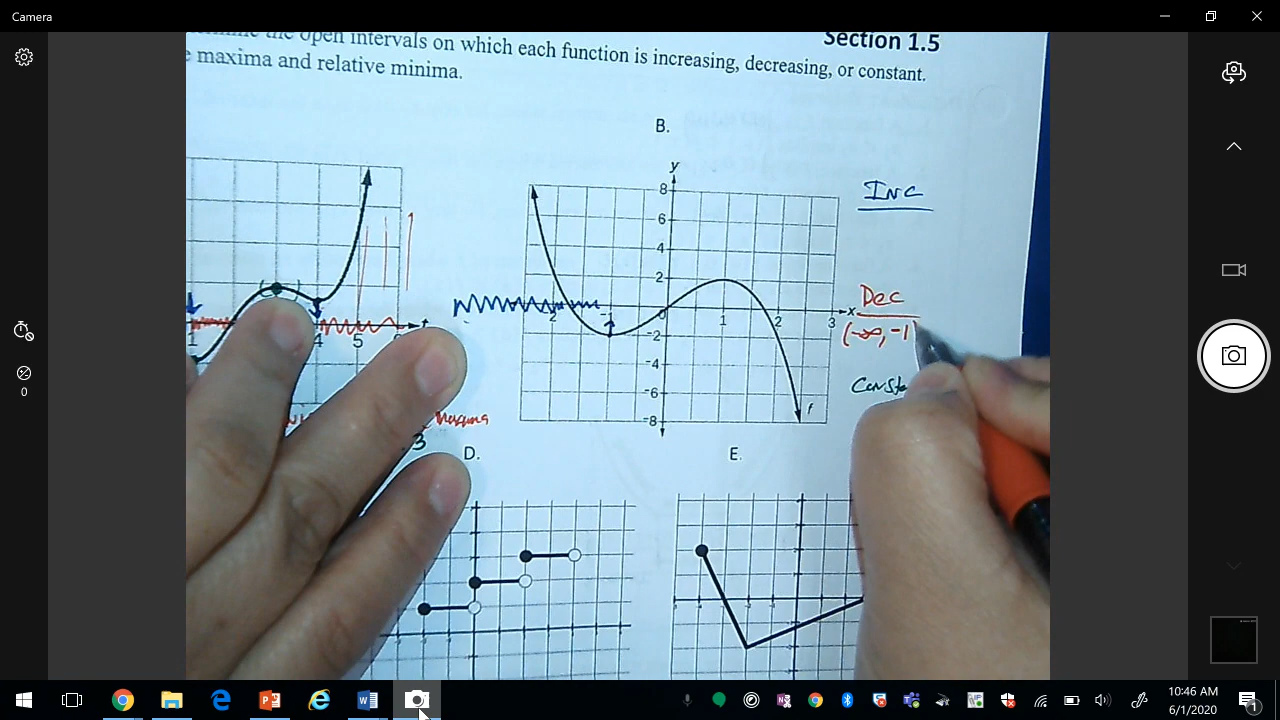 Camera
Section 1.5
the open intervals on which each function is increasing, decreasing, or constant.
maxima and relative minima.
B.
y
INC
8
6
4
2
0
-2
-4
-6
-8
-1
1
2
3
x
Dec
(-∞, -1)
f
4
5
3
D.
E.
0
10:46 AM
6/1/2020
1